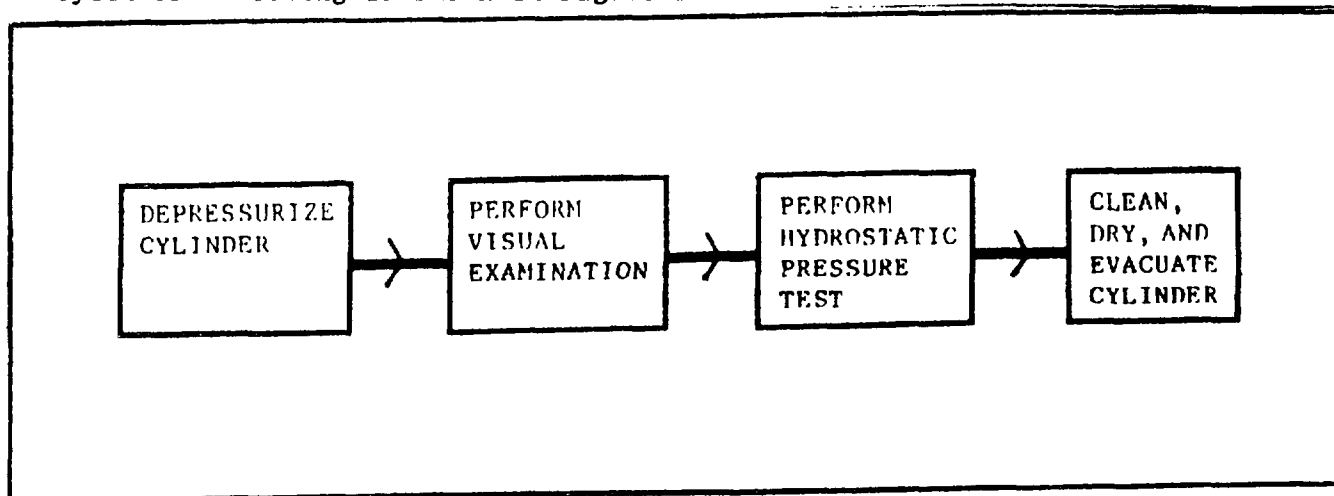 DEPRESSURIZE
CYLINDER
PERFORM
VISUAL
EXAMINATION
PERFORM
HYDROSTATIC
PRESSURE
TEST
CLEAN,
DRY, AND
EVACUATE
CYLINDER